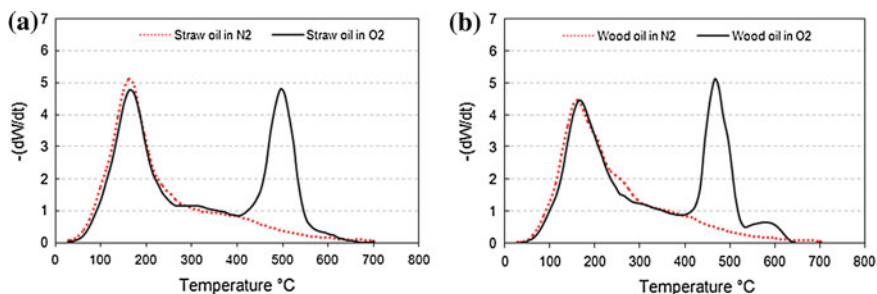 (a)
Straw oil in N2 Straw oil in O2
7
6
5
4
3
2
1
0
-(dW/dt)
0 100 200 300 400 500 600 700 800
Temperature °C
(b)
Wood oil in N2 Wood oil in O2
7
6
5
4
3
2
1
0
-(dW/dt)
0 100 200 300 400 500 600 700 800
Temperature °C